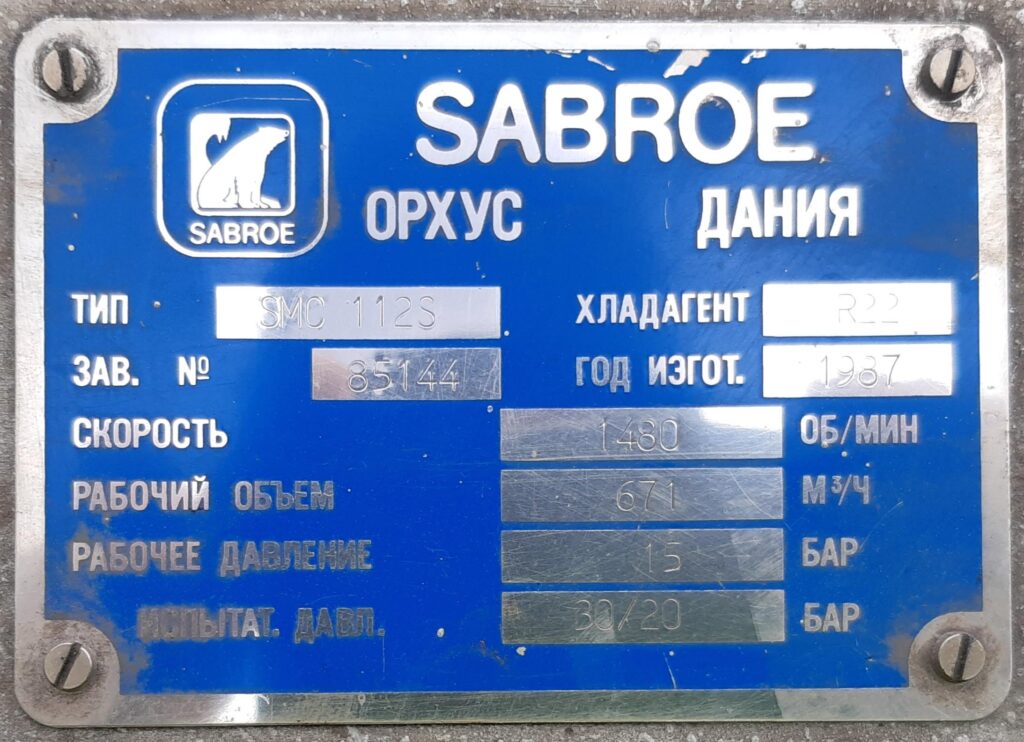 SABROE
SABROE
ОРХУС ДАНИЯ
ТИП SMC 112S ХЛАДАГЕНТ R22
ЗАВ. № 85144 ГОД ИЗГОТ. 1987
СКОРОСТЬ 1480 ОБ/МИН
РАБОЧИЙ ОБЪЕМ 671 М³/Ч
РАБОЧЕЕ ДАВЛЕНИЕ 15 БАР
ИСПЫТАТ. ДАВЛ. 30/20 БАР